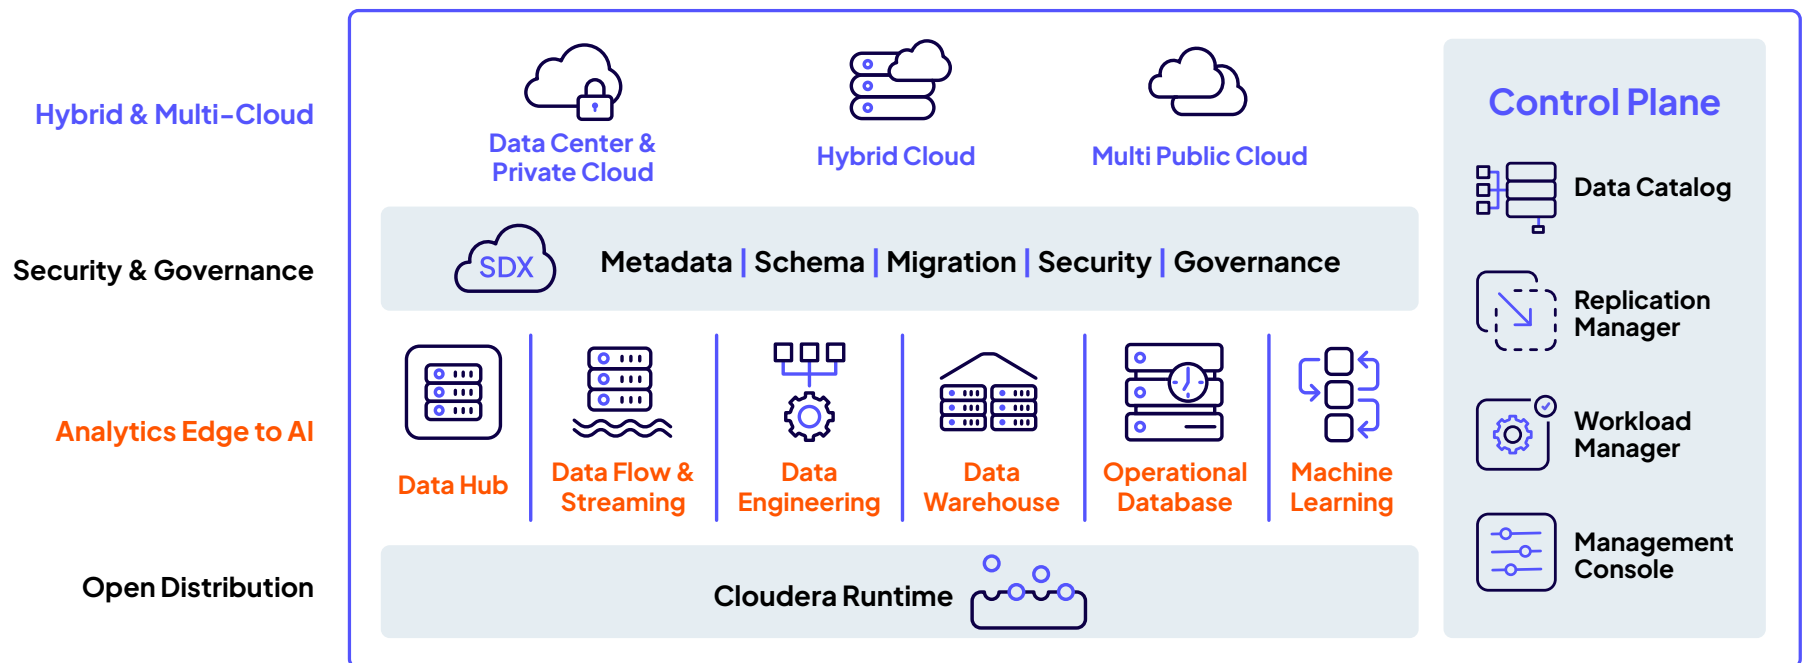 Hybrid & Multi-Cloud
Data Center &
Private Cloud
Hybrid Cloud
Multi Public Cloud
Security & Governance
SDX
Metadata | Schema | Migration | Security | Governance
Analytics Edge to AI
Data Hub
Data Flow &
Streaming
Data
Engineering
Data
Warehouse
Operational
Database
Machine
Learning
Open Distribution
Cloudera Runtime
Control Plane
Data Catalog
Replication
Manager
Workload
Manager
Management
Console